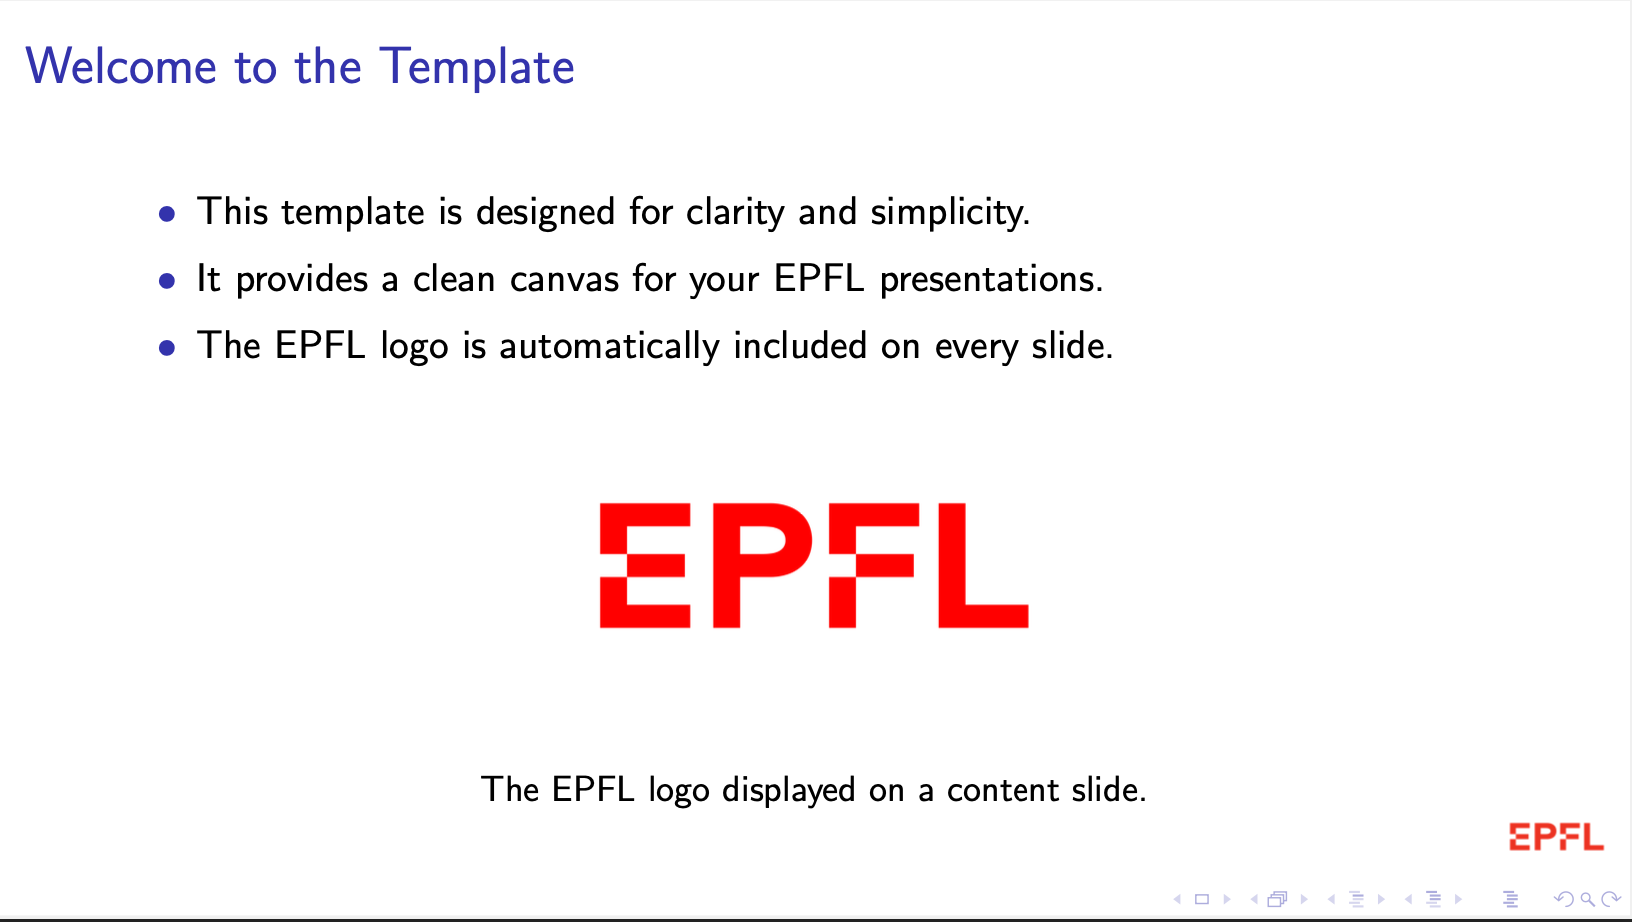 Welcome to the Template
• This template is designed for clarity and simplicity.
• It provides a clean canvas for your EPFL presentations.
• The EPFL logo is automatically included on every slide.
EPFL
The EPFL logo displayed on a content slide.
EPFL